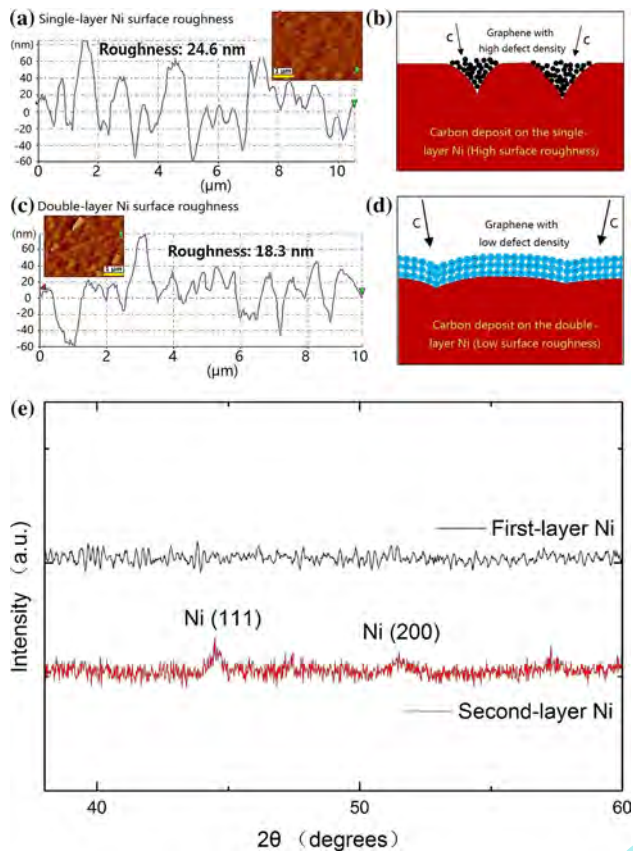 (a) Single-layer Ni surface roughness
(nm)
Roughness: 24.6 nm
80
60
40
20
0
-20
-40
-60
1 µm
0 2 4 6 8 10
(µm)
(b)
Graphene with
high defect density
C C
Carbon deposit on the single-
layer Ni (High surface roughness)
(c) Double-layer Ni surface roughness
(nm)
Roughness: 18.3 nm
60
40
20
0
-20
-40
-60
1 µm
0 2 4 6 8 10
(µm)
(d)
Graphene with
low defect density
C C
Carbon deposit on the double-
layer Ni (Low surface roughness)
(e)
Intensity (a.u.)
First-layer Ni
Ni (111)
Ni (200)
Second-layer Ni
40 50 60
2θ (degrees)